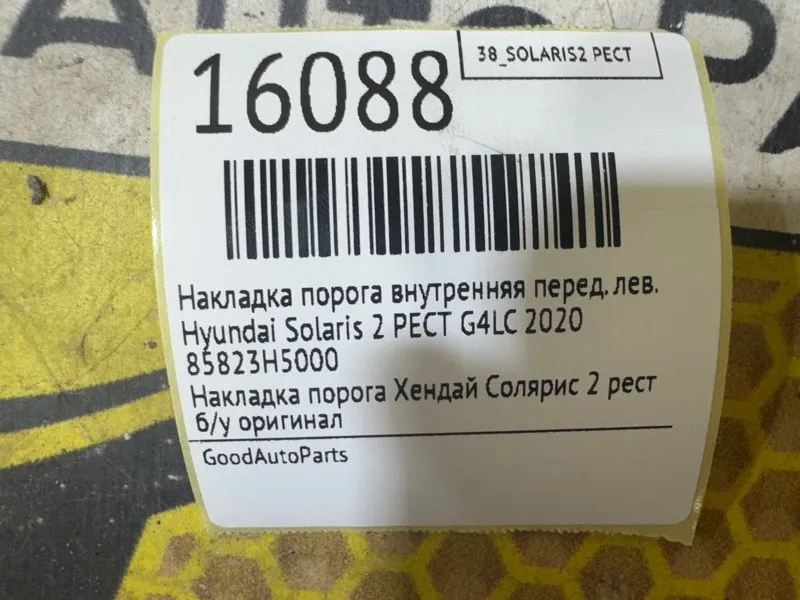 16088
38_SOLARIS2 РЕСТ
Накладка порога внутренняя перед. лев.
Hyundai Solaris 2 РЕСТ G4LC 2020
85823H5000
Накладка порога Хендай Солярис 2 рест
б/у оригинал
GoodAutoParts